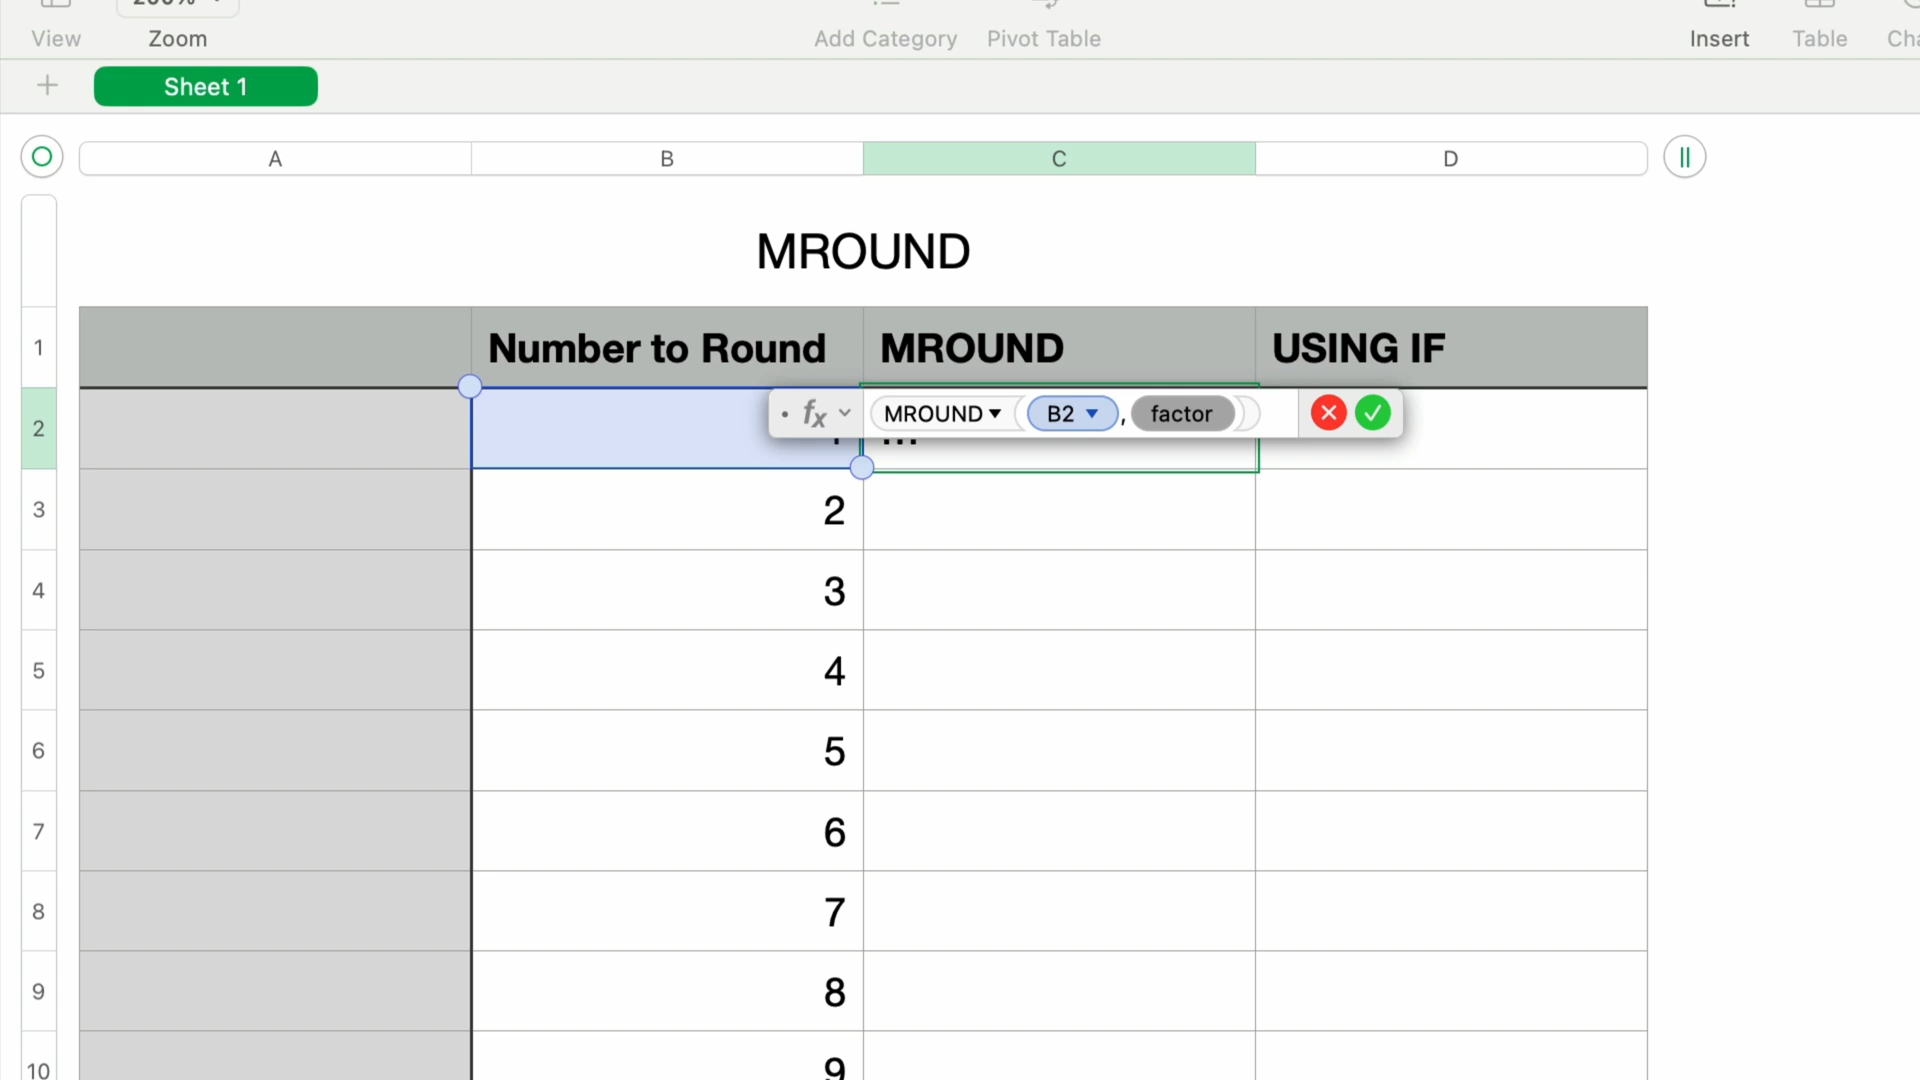 View Zoom Add Category Pivot Table Insert Table Cha
Sheet 1
A B C D
MROUND
1 Number to Round MROUND USING IF
2 fx MROUND B2 , factor
...
3 2
4 3
5 4
6 5
7 6
8 7
9 8
10 9